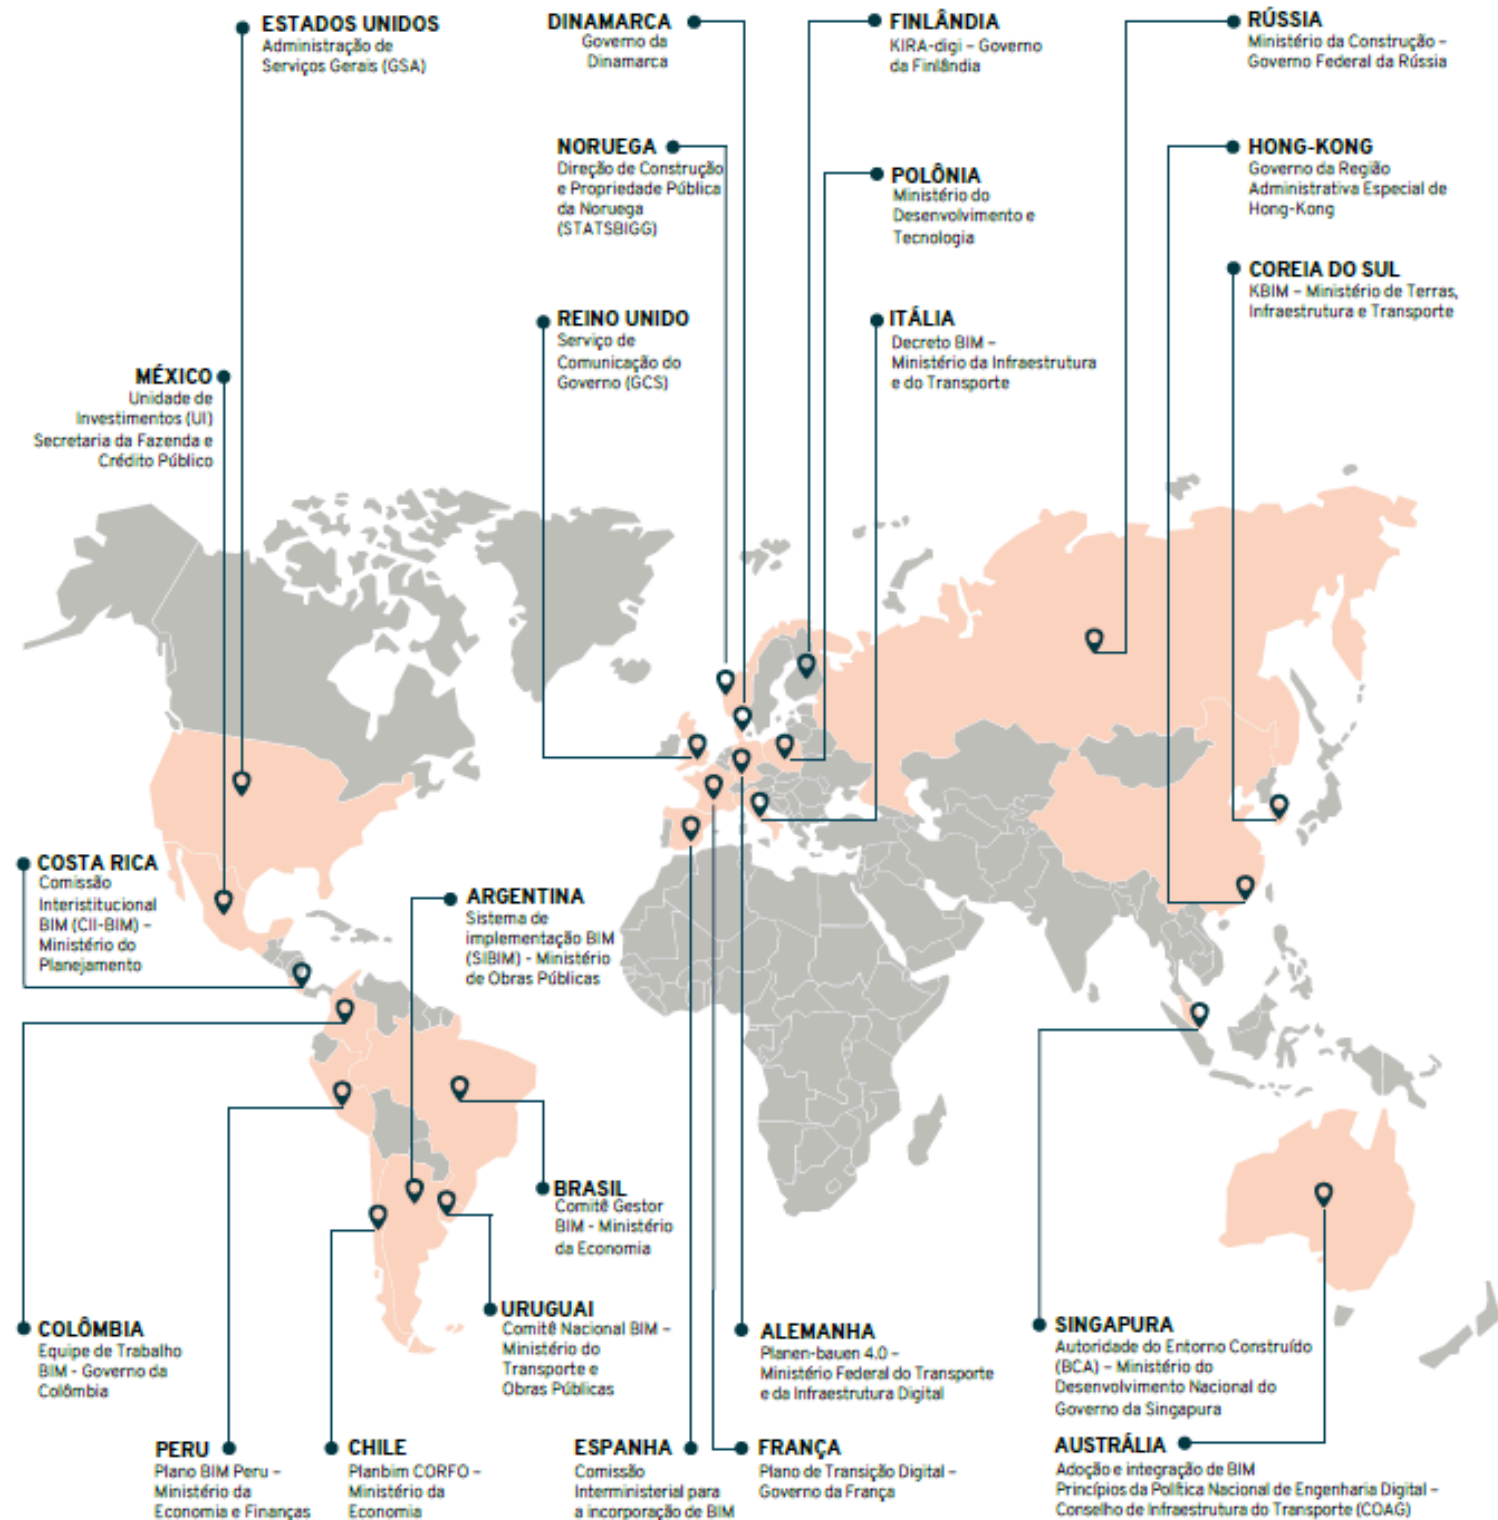 ESTADOS UNIDOS
Administração de
Serviços Gerais (GSA)
DINAMARCA
Governo da
Dinamarca
FINLÂNDIA
KIRA-digi – Governo
da Finlândia
RÚSSIA
Ministério da Construção –
Governo Federal da Rússia
NORUEGA
Direção de Construção
e Propriedade Pública
da Noruega
(STATSBIGG)
POLÔNIA
Ministério do
Desenvolvimento e
Tecnologia
HONG-KONG
Governo da Região
Administrativa Especial de
Hong-Kong
COREIA DO SUL
KBIM – Ministério de Terras,
Infraestrutura e Transporte
REINO UNIDO
Serviço de
Comunicação do
Governo (GCS)
ITÁLIA
Decreto BIM –
Ministério da Infraestrutura
e do Transporte
MÉXICO
Unidade de
Investimentos (UI)
Secretaria da Fazenda e
Crédito Público
COSTA RICA
Comissão
Interistitucional
BIM (CII-BIM) –
Ministério do
Planejamento
ARGENTINA
Sistema de
implementação BIM
(SIBIM) - Ministério
de Obras Públicas
BRASIL
Comitê Gestor
BIM - Ministério
da Economia
URUGUAI
Comitê Nacional BIM –
Ministério do
Transporte e
Obras Públicas
COLÔMBIA
Equipe de Trabalho
BIM - Governo da
Colômbia
ALEMANHA
Planen-bauen 4.0 –
Ministério Federal do Transporte
e da Infraestrutura Digital
SINGAPURA
Autoridade do Entorno Construído
(BCA) – Ministério do
Desenvolvimento Nacional do
Governo da Singapura
PERU
Plano BIM Peru –
Ministério da
Economia e Finanças
CHILE
Planbim CORFO –
Ministério da
Economia
ESPANHA
Comissão
Interministerial para
a incorporação de BIM
FRANÇA
Plano de Transição Digital –
Governo da França
AUSTRÁLIA
Adoção e integração de BIM
Princípios da Política Nacional de Engenharia Digital –
Conselho de Infraestrutura do Transporte (COAG)